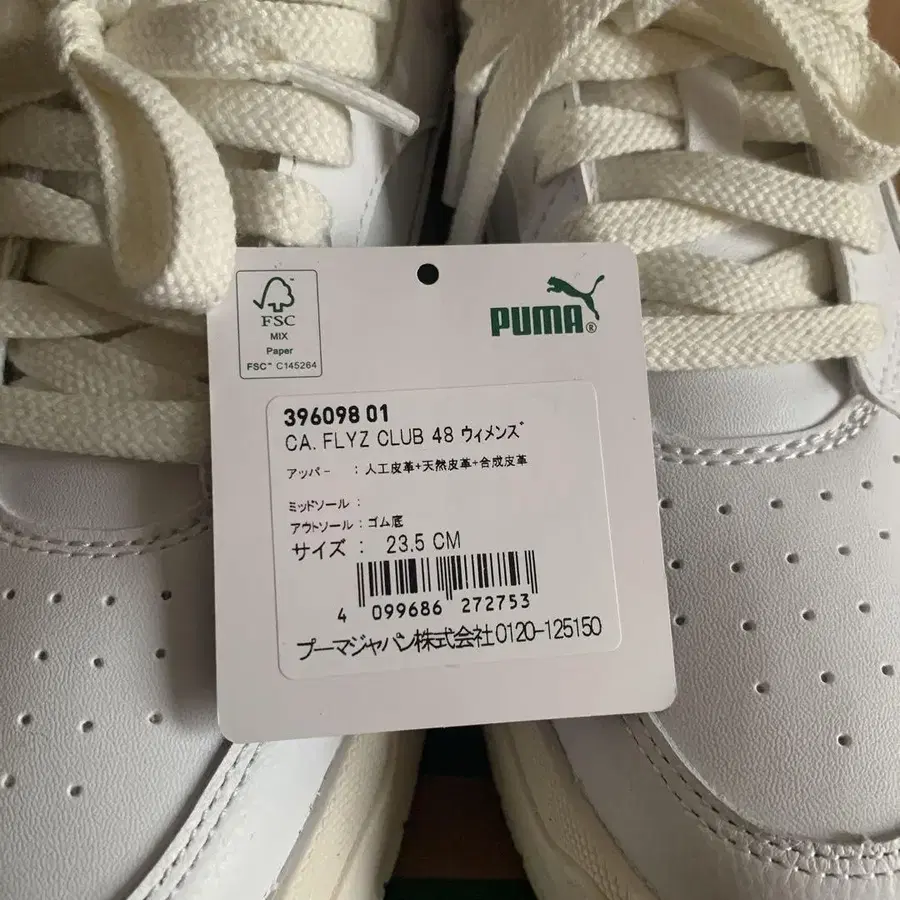 FSC
MIX
Paper
FSC™ C145264
PUMA®
396098 01
CA. FLYZ CLUB 48 ウィメンズ
アッパー : 人工皮革+天然皮革+合成皮革
ミッドソール :
アウトソール : ゴム底
サイズ : 23.5 CM
4 099686 272753
プーマジャパン株式会社0120-125150